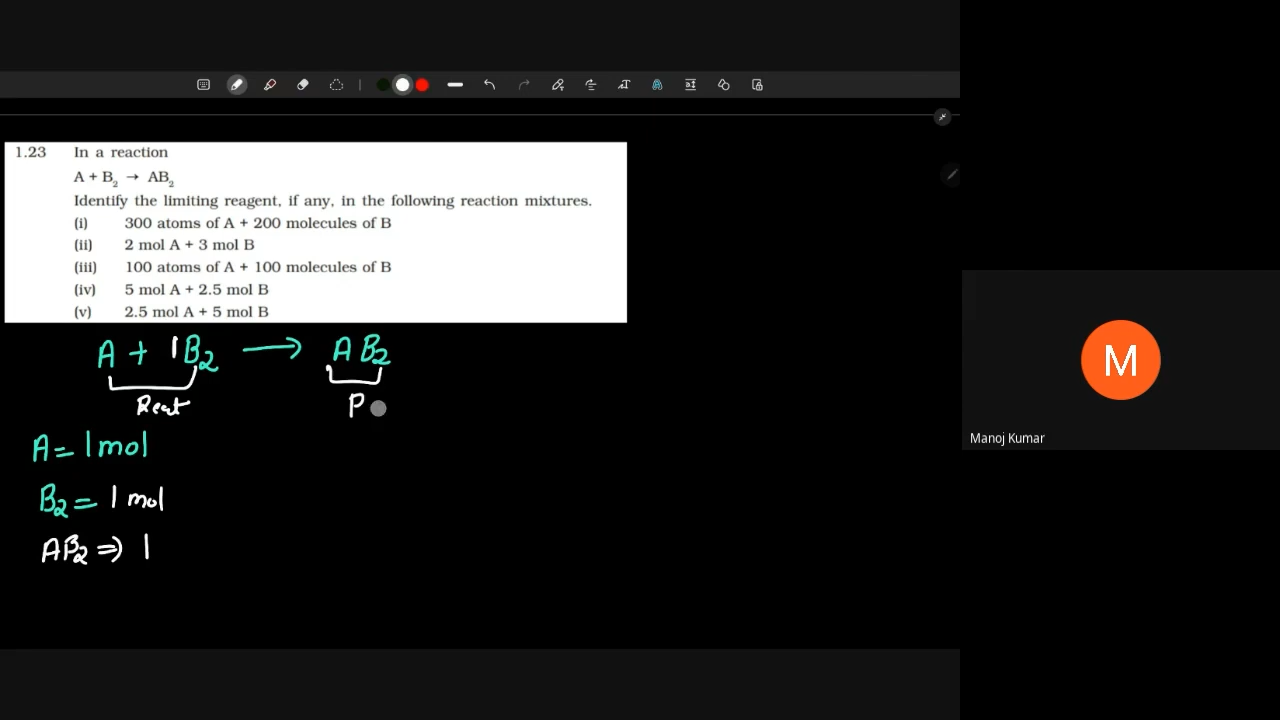 1.23 In a reaction
A + B₂ → AB₂
Identify the limiting reagent, if any, in the following reaction mixtures.
(i) 300 atoms of A + 200 molecules of B
(ii) 2 mol A + 3 mol B
(iii) 100 atoms of A + 100 molecules of B
(iv) 5 mol A + 2.5 mol B
(v) 2.5 mol A + 5 mol B
A + 1B₂ → AB₂
Reat P
A = 1 mol
B₂ = 1 mol
AB₂ ⇒ 1
M
Manoj Kumar